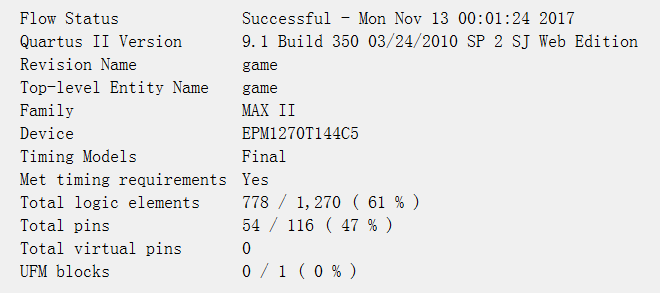 Flow Status Successful - Mon Nov 13 00:01:24 2017
Quartus II Version 9.1 Build 350 03/24/2010 SP 2 SJ Web Edition
Revision Name game
Top-level Entity Name game
Family MAX II
Device EPM1270T144C5
Timing Models Final
Met timing requirements Yes
Total logic elements 778 / 1,270 ( 61 % )
Total pins 54 / 116 ( 47 % )
Total virtual pins 0
UFM blocks 0 / 1 ( 0 % )